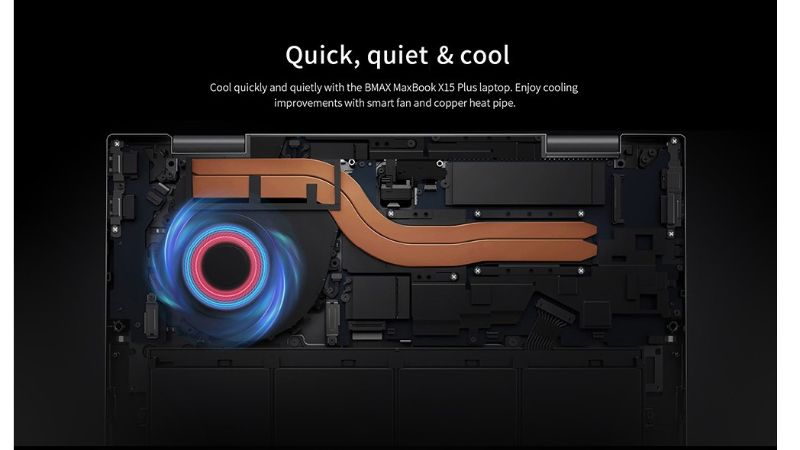 Quick, quiet & cool
Cool quickly and quietly with the BMAX MaxBook X15 Plus laptop. Enjoy cooling
improvements with smart fan and copper heat pipe.